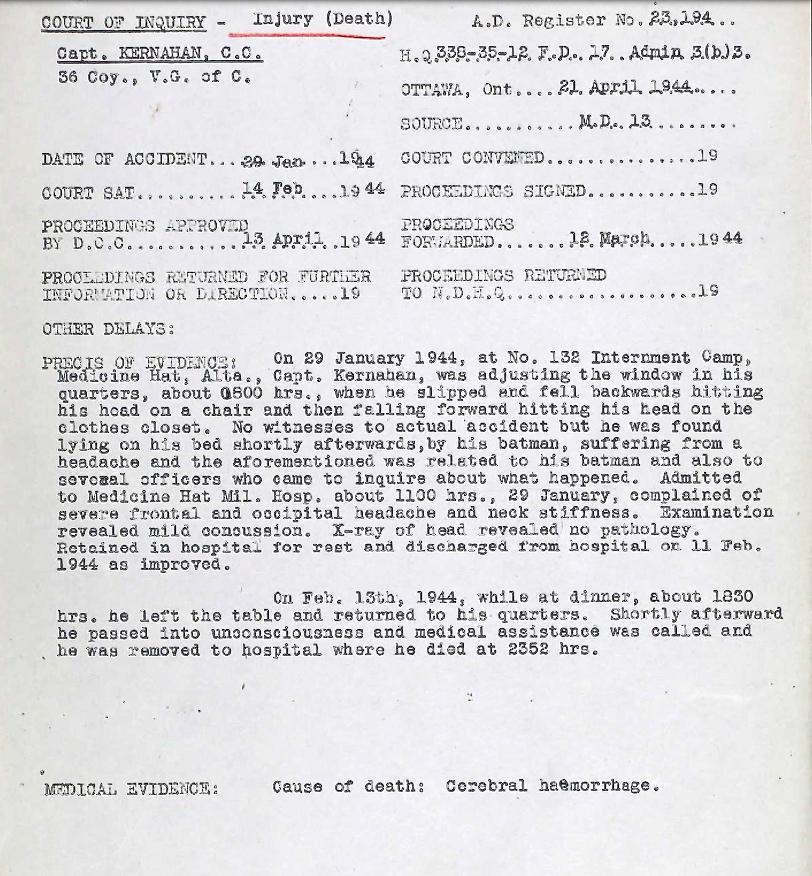 COURT OF INQUIRY - Injury (Death)
A.D. Register No. 23,194...
Capt. KERNAHAN, C.C.
H.Q.338-35-12 F.D. 17. Admin 3(b)3.
36 Coy., V.G. of C.
OTTAWA, Ont.... 21 April 1944.....
SOURCE........... M.D. 13 ........
DATE OF ACCIDENT... 29 Jan ....1944
COURT CONVENED...............19
COURT SAT.......... 14 Feb ....19 44
PROCEEDINGS SIGNED...........19
PROCEEDINGS APPROVED
BY D.C.C........... 13 April ..19 44
PROCEEDINGS
FORWARDED....... 12 March.....1944
PROCEEDINGS RETURNED FOR FURTHER
INFORMATION OR DIRECTION.....19
PROCEEDINGS RETURNED
TO N.D.H.Q...................19
OTHER DELAYS:
PRECIS OF EVIDENCE: On 29 January 1944, at No. 132 Internment Camp,
Medicine Hat, Alta., Capt. Kernahan, was adjusting the window in his
quarters, about 0600 hrs., when he slipped and fell backwards hitting
his head on a chair and then falling forward hitting his head on the
clothes closet. No witnesses to actual accident but he was found
lying on his bed shortly afterwards,by his batman, suffering from a
headache and the aforementioned was related to his batman and also to
several officers who came to inquire about what happened. Admitted
to Medicine Hat Mil. Hosp. about 1100 hrs., 29 January, complained of
severe frontal and occipital headache and neck stiffness. Examination
revealed mild concussion. X-ray of head revealed no pathology.
Retained in hospital for rest and discharged from hospital on 11 Feb.
1944 as improved.
On Feb. 13th, 1944, while at dinner, about 1830
hrs. he left the table and returned to his quarters. Shortly afterward
he passed into unconsciousness and medical assistance was called and
he was removed to hospital where he died at 2352 hrs.
MEDICAL EVIDENCE: Cause of death: Cerebral haemorrhage.